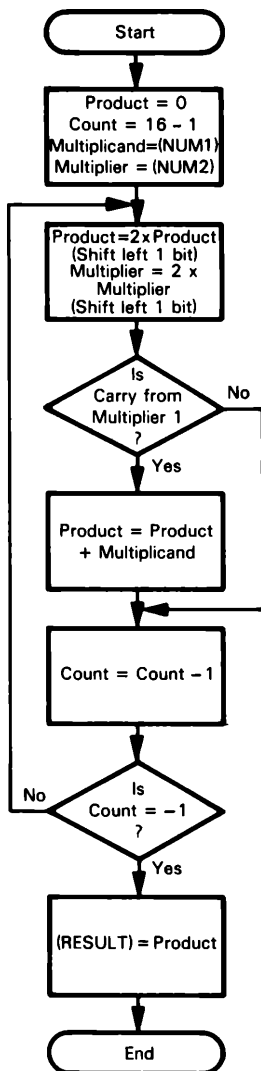 Start
Product = 0
Count = 16 - 1
Multiplicand=(NUM1)
Multiplier = (NUM2)
Product=2xProduct
(Shift left 1 bit)
Multiplier = 2 x
Multiplier
(Shift left 1 bit)
Is
Carry from
Multiplier 1
?
No
Yes
Product = Product
+ Multiplicand
Count = Count -1
Is
Count = -1
?
No
Yes
(RESULT) = Product
End